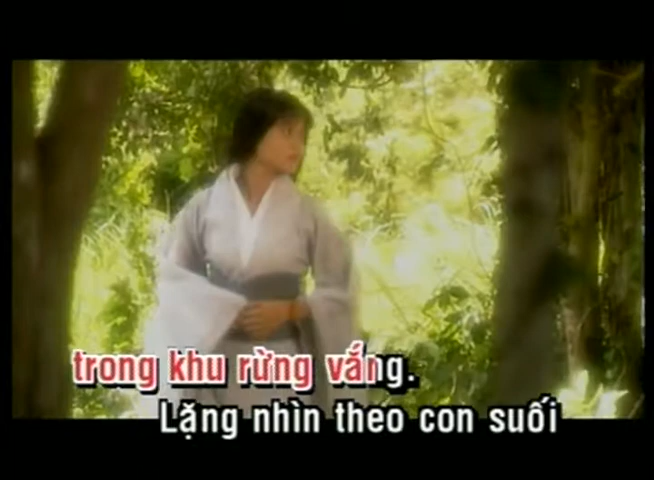 trong khu rừng vắng.
Lặng nhìn theo con suối